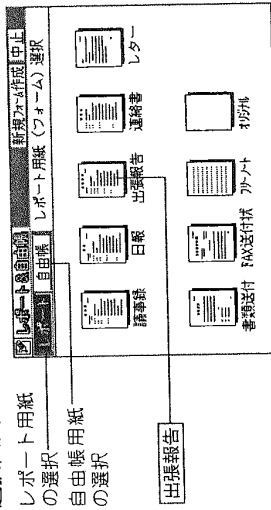 レポート用紙
の選択
自由帳用紙
の選択
出張報告
レポート&自由帳
新規フォーム作成 中止
レポート
自由帳
レポート用紙（フォーム）選択
議事録
日報
出張報告
連絡書
レター
書類送付
FAX送付状
フリーノート
オリジナル